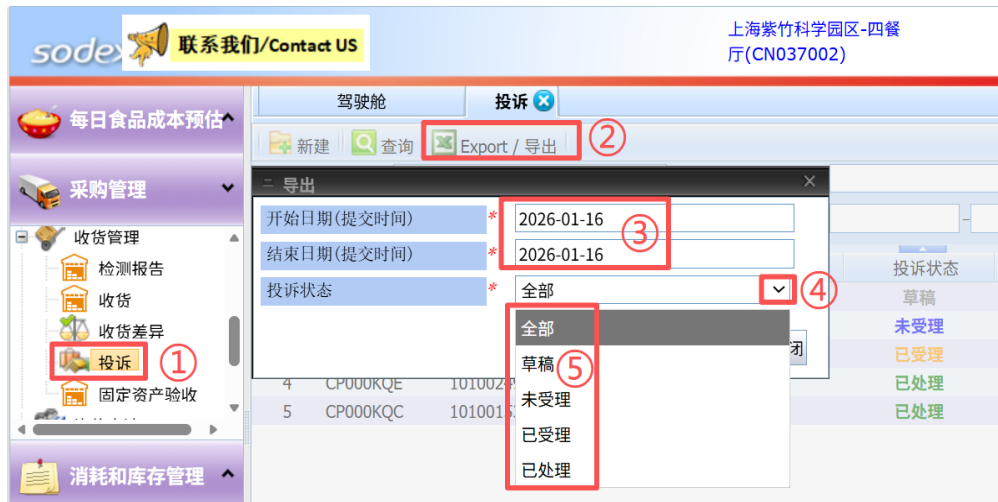 sodex
联系我们/Contact US
上海紫竹科学园区-四餐
厅(CN037002)
每日食品成本预估
采购管理
收货管理
检测报告
收货
收货差异
投诉
①
固定资产验收
消耗和库存管理
驾驶舱
投诉
新建
查询
Export / 导出
②
导出
开始日期(提交时间)
*
2026-01-16
③
结束日期(提交时间)
*
2026-01-16
投诉状态
*
全部
④
全部
草稿
⑤
未受理
已受理
已处理
闭
-
投诉状态
草稿
未受理
已受理
4 CP000KQE 已处理
5 CP000KQC 已处理